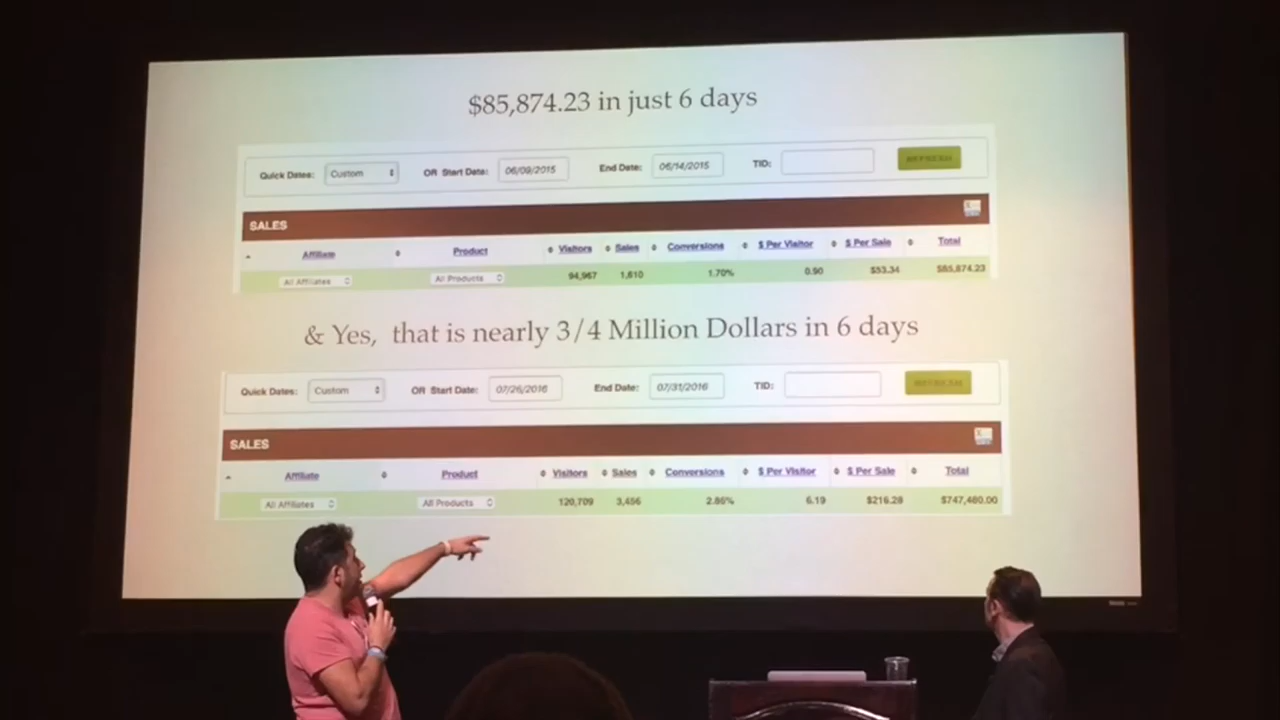 $85,874.23 in just 6 days
Quick Dates: Custom OR Start Date: 06/09/2015 End Date: 06/14/2015 TID: REFRESH
SALES
Affiliate Product Visitors Sales Conversions $ Per Visitor $ Per Sale Total
All Affiliates All Products 94,967 1,610 1.70% 0.90 $53.34 $85,874.23
& Yes, that is nearly 3/4 Million Dollars in 6 days
Quick Dates: Custom OR Start Date: 07/26/2016 End Date: 07/31/2016 TID: REFRESH
SALES
Affiliate Product Visitors Sales Conversions $ Per Visitor $ Per Sale Total
All Affiliates All Products 120,709 3,456 2.86% 6.19 $216.28 $747,480.00